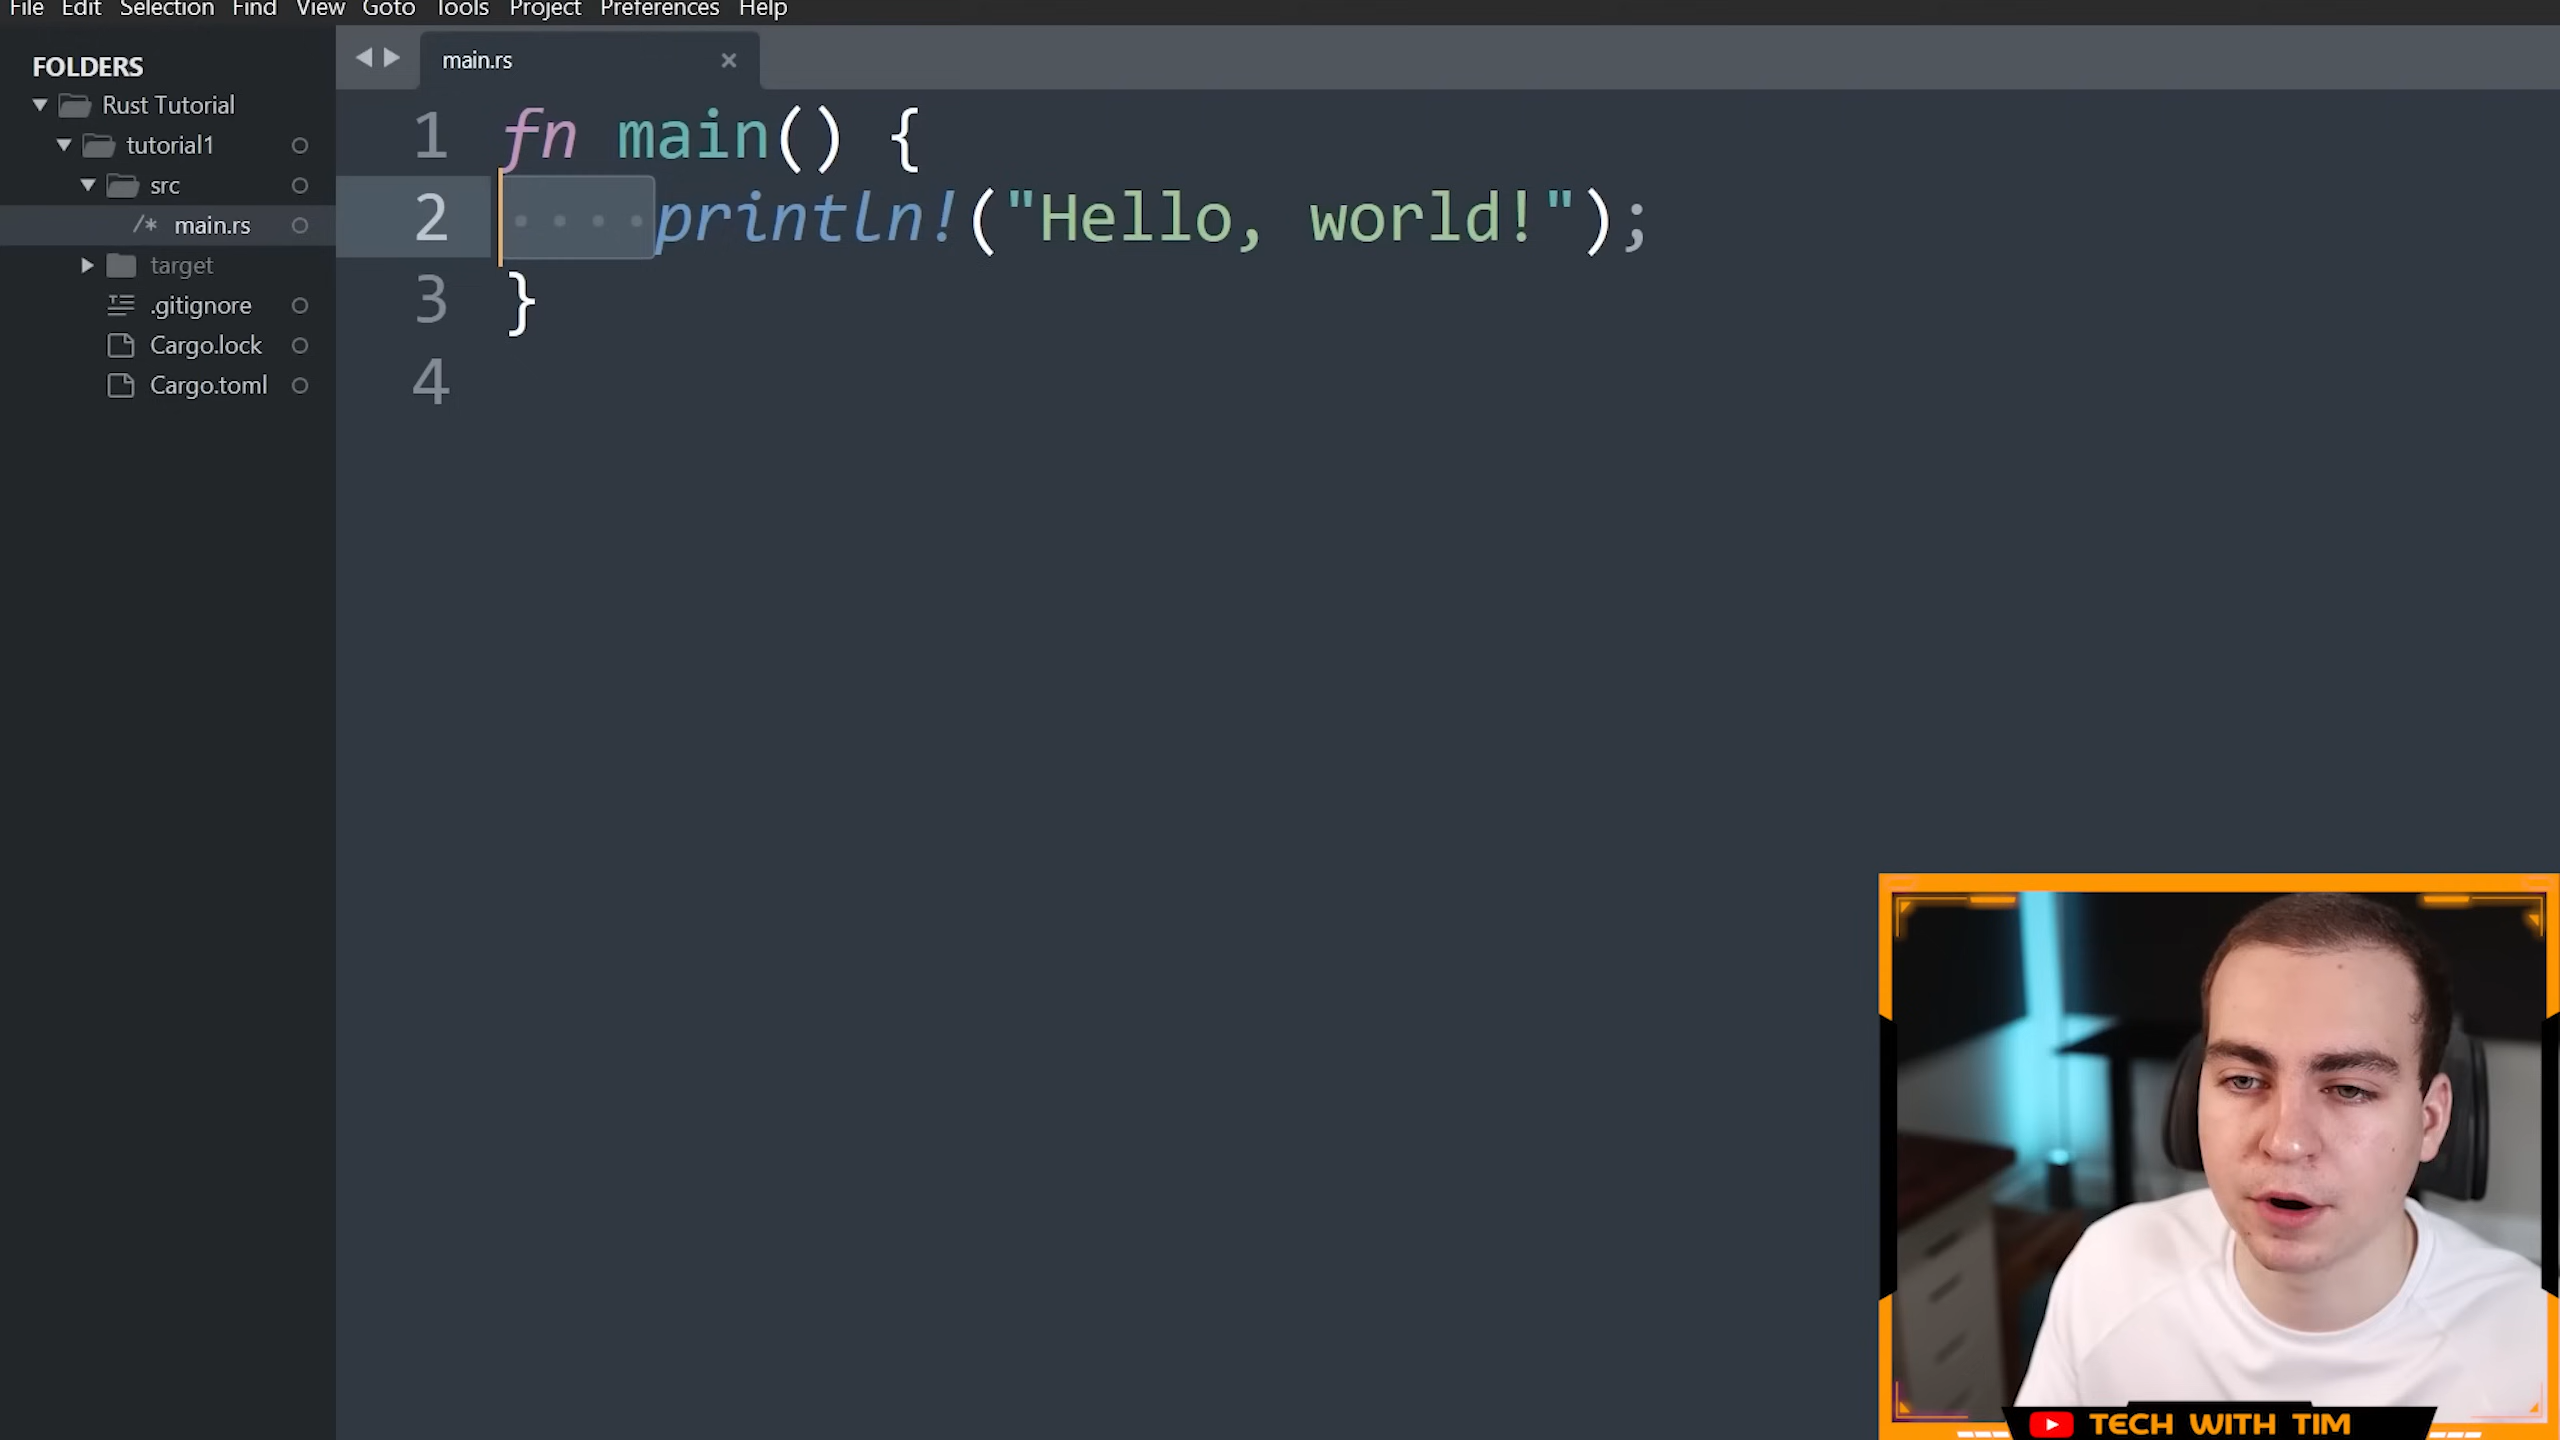 File Edit Selection Find View Goto Tools Project Preferences Help
FOLDERS
Rust Tutorial
tutorial1
src
/* main.rs
target
.gitignore
Cargo.lock
Cargo.toml
main.rs
1 fn main() {
2 println!("Hello, world!");
3 }
4
TECH WITH TIM